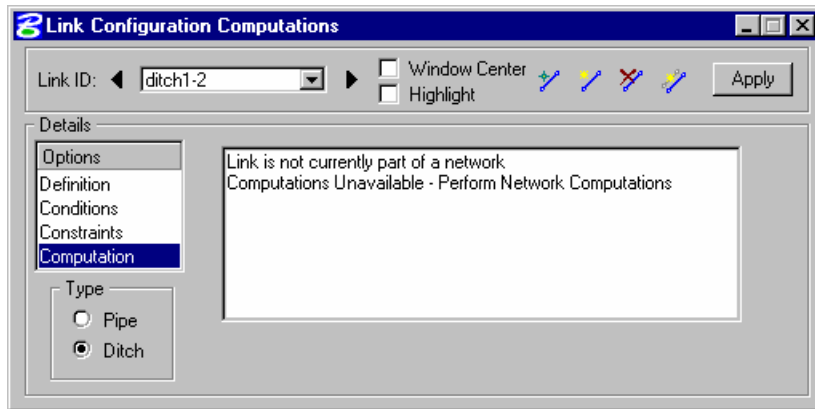 Link Configuration Computations
Link ID:
ditch1-2
Window Center
Highlight
Apply
Details
Options
Definition
Conditions
Constraints
Computation
Link is not currently part of a network
Computations Unavailable - Perform Network Computations
Type
Pipe
Ditch